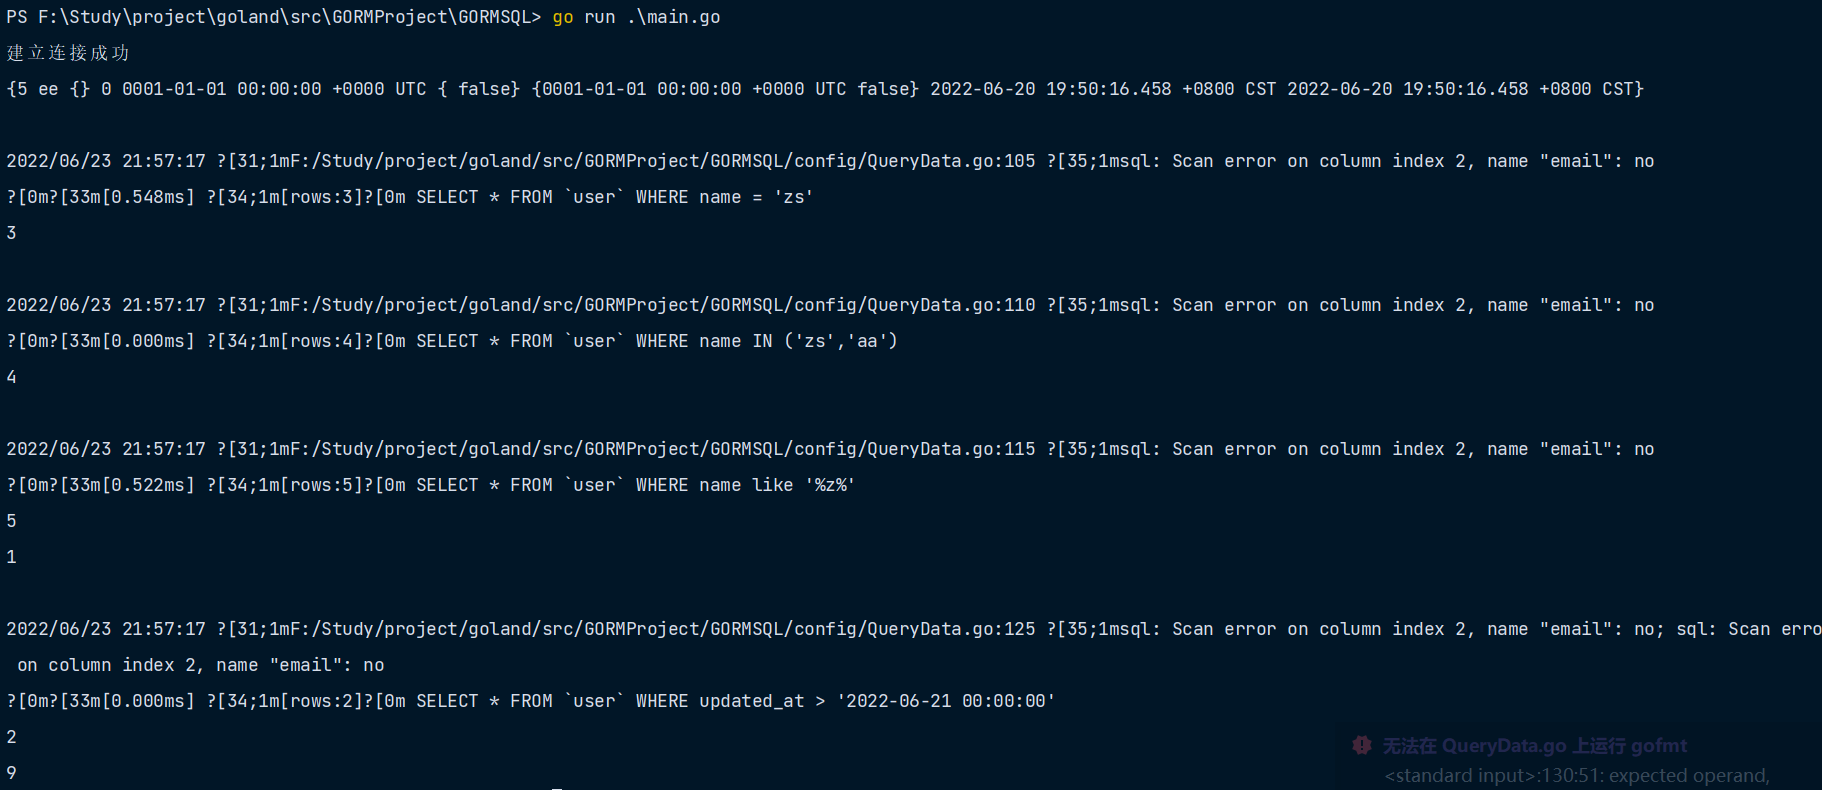 PS F:\Study\project\goland\src\GORMProject\GORMSQL> go run .\main.go
建立连接成功
{5 ee {} 0 0001-01-01 00:00:00 +0000 UTC { false} {0001-01-01 00:00:00 +0000 UTC false} 2022-06-20 19:50:16.458 +0800 CST 2022-06-20 19:50:16.458 +0800 CST}
2022/06/23 21:57:17 ?[31;1mF:/Study/project/goland/src/GORMProject/GORMSQL/config/QueryData.go:105 ?[35;1msql: Scan error on column index 2, name "email": no
?[0m?[33m[0.548ms] ?[34;1m[rows:3]?[0m SELECT * FROM `user` WHERE name = 'zs'
3
2022/06/23 21:57:17 ?[31;1mF:/Study/project/goland/src/GORMProject/GORMSQL/config/QueryData.go:110 ?[35;1msql: Scan error on column index 2, name "email": no
?[0m?[33m[0.000ms] ?[34;1m[rows:4]?[0m SELECT * FROM `user` WHERE name IN ('zs','aa')
4
2022/06/23 21:57:17 ?[31;1mF:/Study/project/goland/src/GORMProject/GORMSQL/config/QueryData.go:115 ?[35;1msql: Scan error on column index 2, name "email": no
?[0m?[33m[0.522ms] ?[34;1m[rows:5]?[0m SELECT * FROM `user` WHERE name like '%z%'
5
1
2022/06/23 21:57:17 ?[31;1mF:/Study/project/goland/src/GORMProject/GORMSQL/config/QueryData.go:125 ?[35;1msql: Scan error on column index 2, name "email": no; sql: Scan erro
on column index 2, name "email": no
?[0m?[33m[0.000ms] ?[34;1m[rows:2]?[0m SELECT * FROM `user` WHERE updated_at > '2022-06-21 00:00:00'
2
无法在 QueryData.go 上运行 gofmt
9
<standard input>:130:51: expected operand,